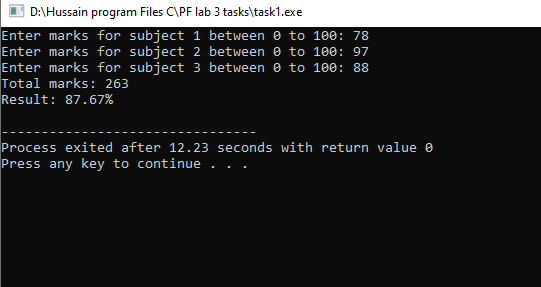 D:\Hussain program Files C\PF lab 3 tasks\task1.exe
Enter marks for subject 1 between 0 to 100: 78
Enter marks for subject 2 between 0 to 100: 97
Enter marks for subject 3 between 0 to 100: 88
Total marks: 263
Result: 87.67%
--------------------------------
Process exited after 12.23 seconds with return value 0
Press any key to continue . . .